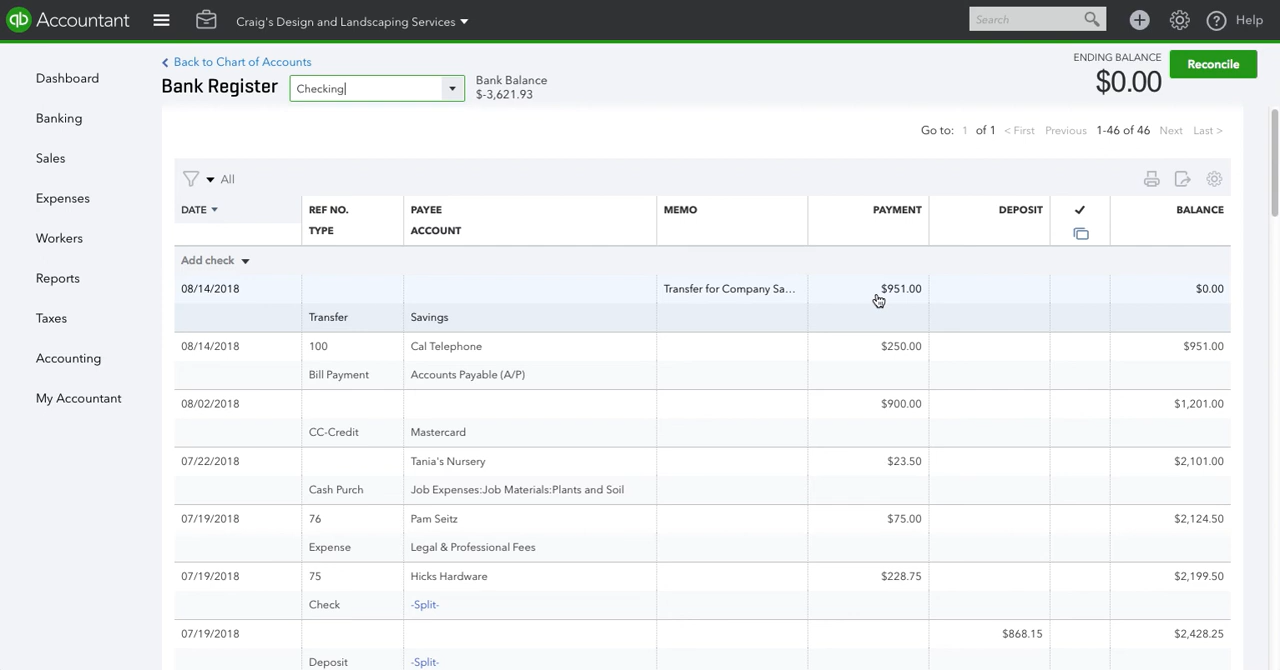 qb Accountant Craig's Design and Landscaping Services Search Help
Back to Chart of Accounts
Bank Register Checking Bank Balance $-3,621.93
ENDING BALANCE $0.00 Reconcile
Dashboard
Banking
Sales
Expenses
Workers
Reports
Taxes
Accounting
My Accountant
Go to: 1 of 1 < First Previous 1-46 of 46 Next Last >
All
DATE REF NO. PAYEE MEMO PAYMENT DEPOSIT ✓ BALANCE
TYPE ACCOUNT
Add check
08/14/2018 Transfer for Company Sa... $951.00 $0.00
Transfer Savings
08/14/2018 100 Cal Telephone $250.00 $951.00
Bill Payment Accounts Payable (A/P)
08/02/2018 $900.00 $1,201.00
CC-Credit Mastercard
07/22/2018 Tania's Nursery $23.50 $2,101.00
Cash Purch Job Expenses:Job Materials:Plants and Soil
07/19/2018 76 Pam Seitz $75.00 $2,124.50
Expense Legal & Professional Fees
07/19/2018 75 Hicks Hardware $228.75 $2,199.50
Check -Split-
07/19/2018 $868.15 $2,428.25
Deposit -Split-